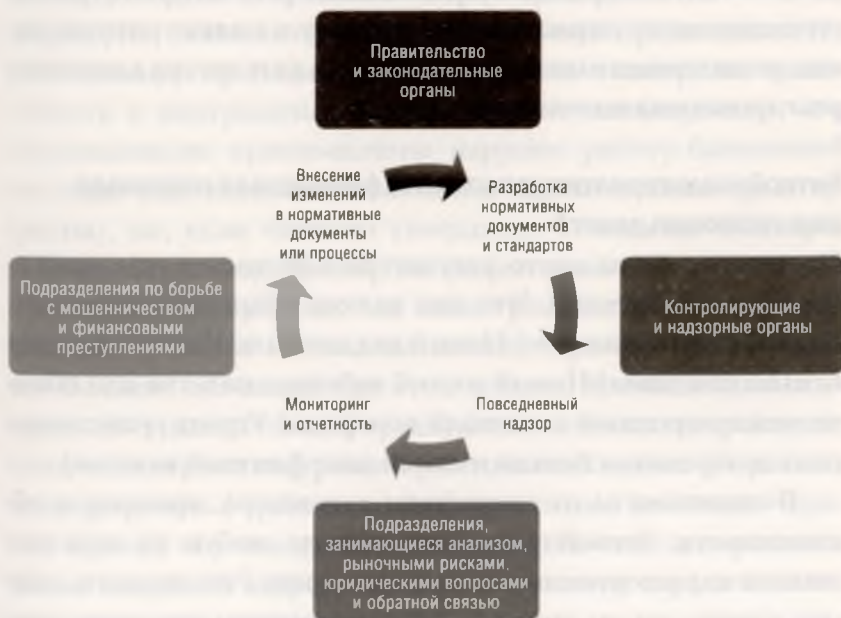 Правительство
и законодательные
органы
Внесение
изменений
в нормативные
документы
или процессы
Разработка
нормативных
документов
и стандартов
Подразделения по борьбе
с мошенничеством
и финансовыми
преступлениями
Контролирующие
и надзорные органы
Мониторинг
и отчетность
Повседневный
надзор
Подразделения,
занимающиеся анализом,
рыночными рисками,
юридическими вопросами
и обратной связью